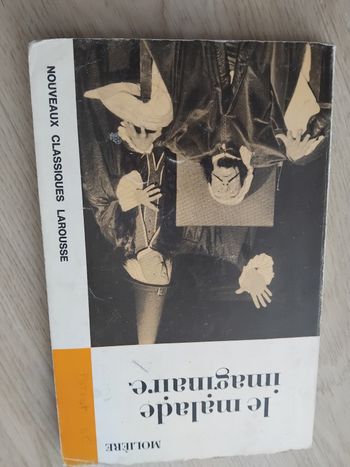 NOUVEAUX CLASSIQUES LAROUSSE
MOLIÈRE
le malade
imaginaire.